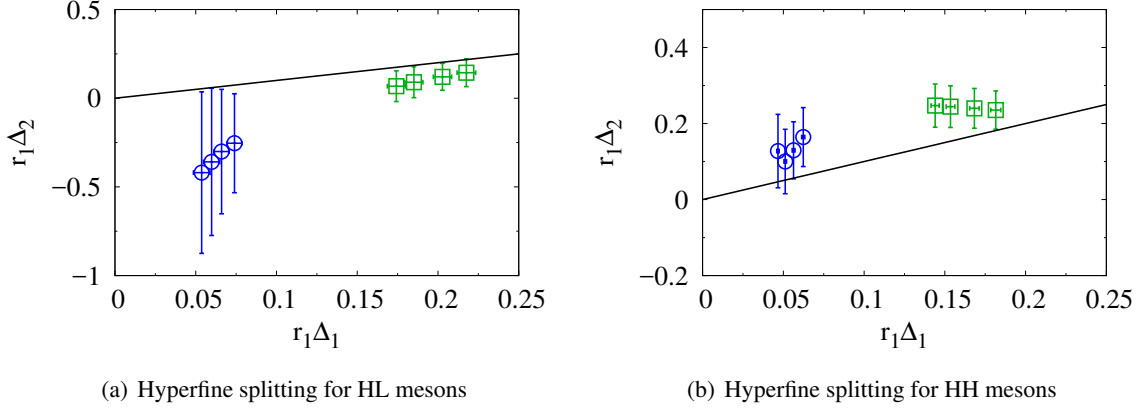 0.5
0
−0.5
−1
r₁Δ₂
0 0.05 0.1 0.15 0.2 0.25
r₁Δ₁
(a) Hyperfine splitting for HL mesons
0.4
0.2
0
−0.2
r₁Δ₂
0 0.05 0.1 0.15 0.2 0.25
r₁Δ₁
(b) Hyperfine splitting for HH mesons